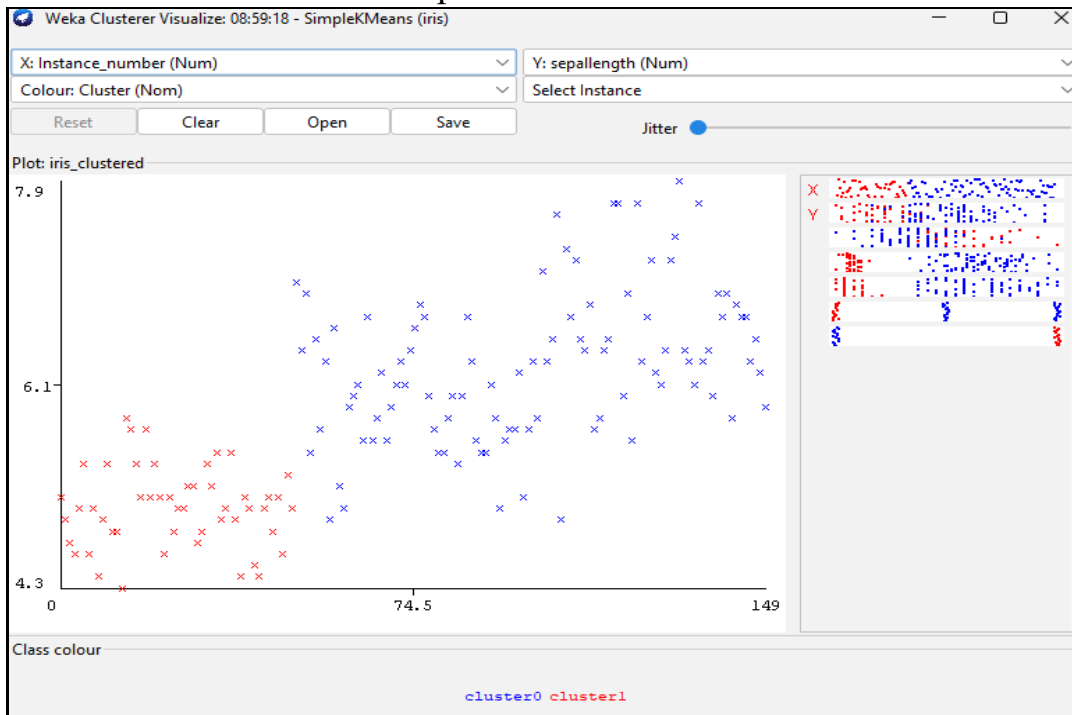 Weka Clusterer Visualize: 08:59:18 - SimpleKMeans (iris)
X: Instance_number (Num)
Y: sepallength (Num)
Colour: Cluster (Nom)
Select Instance
Reset
Clear
Open
Save
Jitter
Plot: iris_clustered
7.9
6.1
4.3
0
74.5
149
X
Y
Class colour
cluster0 cluster1